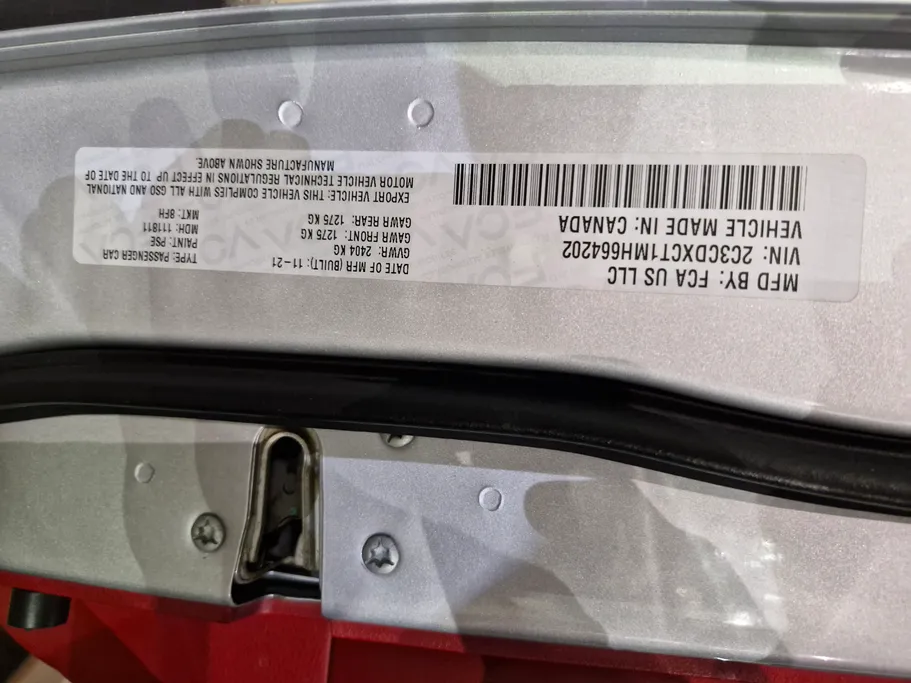 MFD BY: FCA US LLC
VIN: 2C3CDXCT1MH664202
VEHICLE MADE IN: CANADA
DATE OF MFR (BUILT): 11-21
GVWR: 2404 KG
GAWR FRONT: 1275 KG
GAWR REAR: 1275 KG
TYPE: PASSENGER CAR
PAINT: PSE
MDH: 111811
MKT: 8FH
EXPORT VEHICLE: THIS VEHICLE COMPLIES WITH ALL GSO AND NATIONAL
MOTOR VEHICLE TECHNICAL REGULATIONS IN EFFECT UP TO THE DATE OF
MANUFACTURE SHOWN ABOVE.